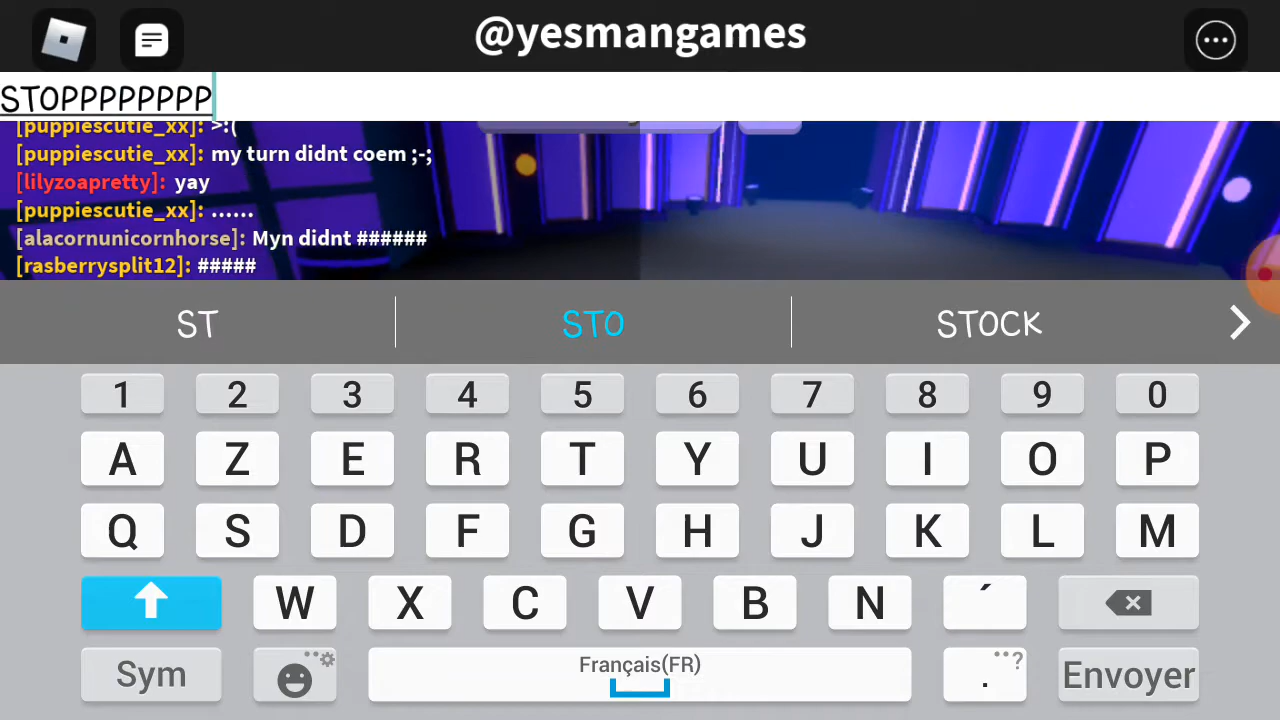 @yesmangames
STOPPPPPPPPP
[puppiescutie_xx]: >:(
[puppiescutie_xx]: my turn didnt coem ;-;
[lilyzoapretty]: yay
[puppiescutie_xx]: ......
[alacornunicornhorse]: Myn didnt ######
[rasberrysplit12]: #####
ST STO STOCK
1 2 3 4 5 6 7 8 9 0
A Z E R T Y U I O P
Q S D F G H J K L M
W X C V B N ´
Sym Français(FR) . ? Envoyer